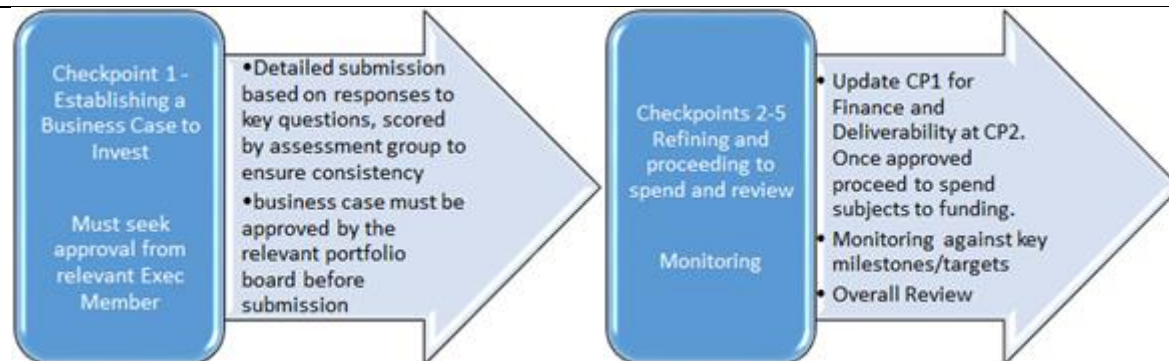 Checkpoint 1 -
Establishing a
Business Case to
Invest
Must seek
approval from
relevant Exec
Member
•Detailed submission
based on responses to
key questions, scored
by assessment group to
ensure consistency
•business case must be
approved by the
relevant portfolio
board before
submission
Checkpoints 2-5
Refining and
proceeding to
spend and review
Monitoring
• Update CP1 for
Finance and
Deliverability at CP2.
Once approved
proceed to spend
subjects to funding.
• Monitoring against key
milestones/targets
• Overall Review